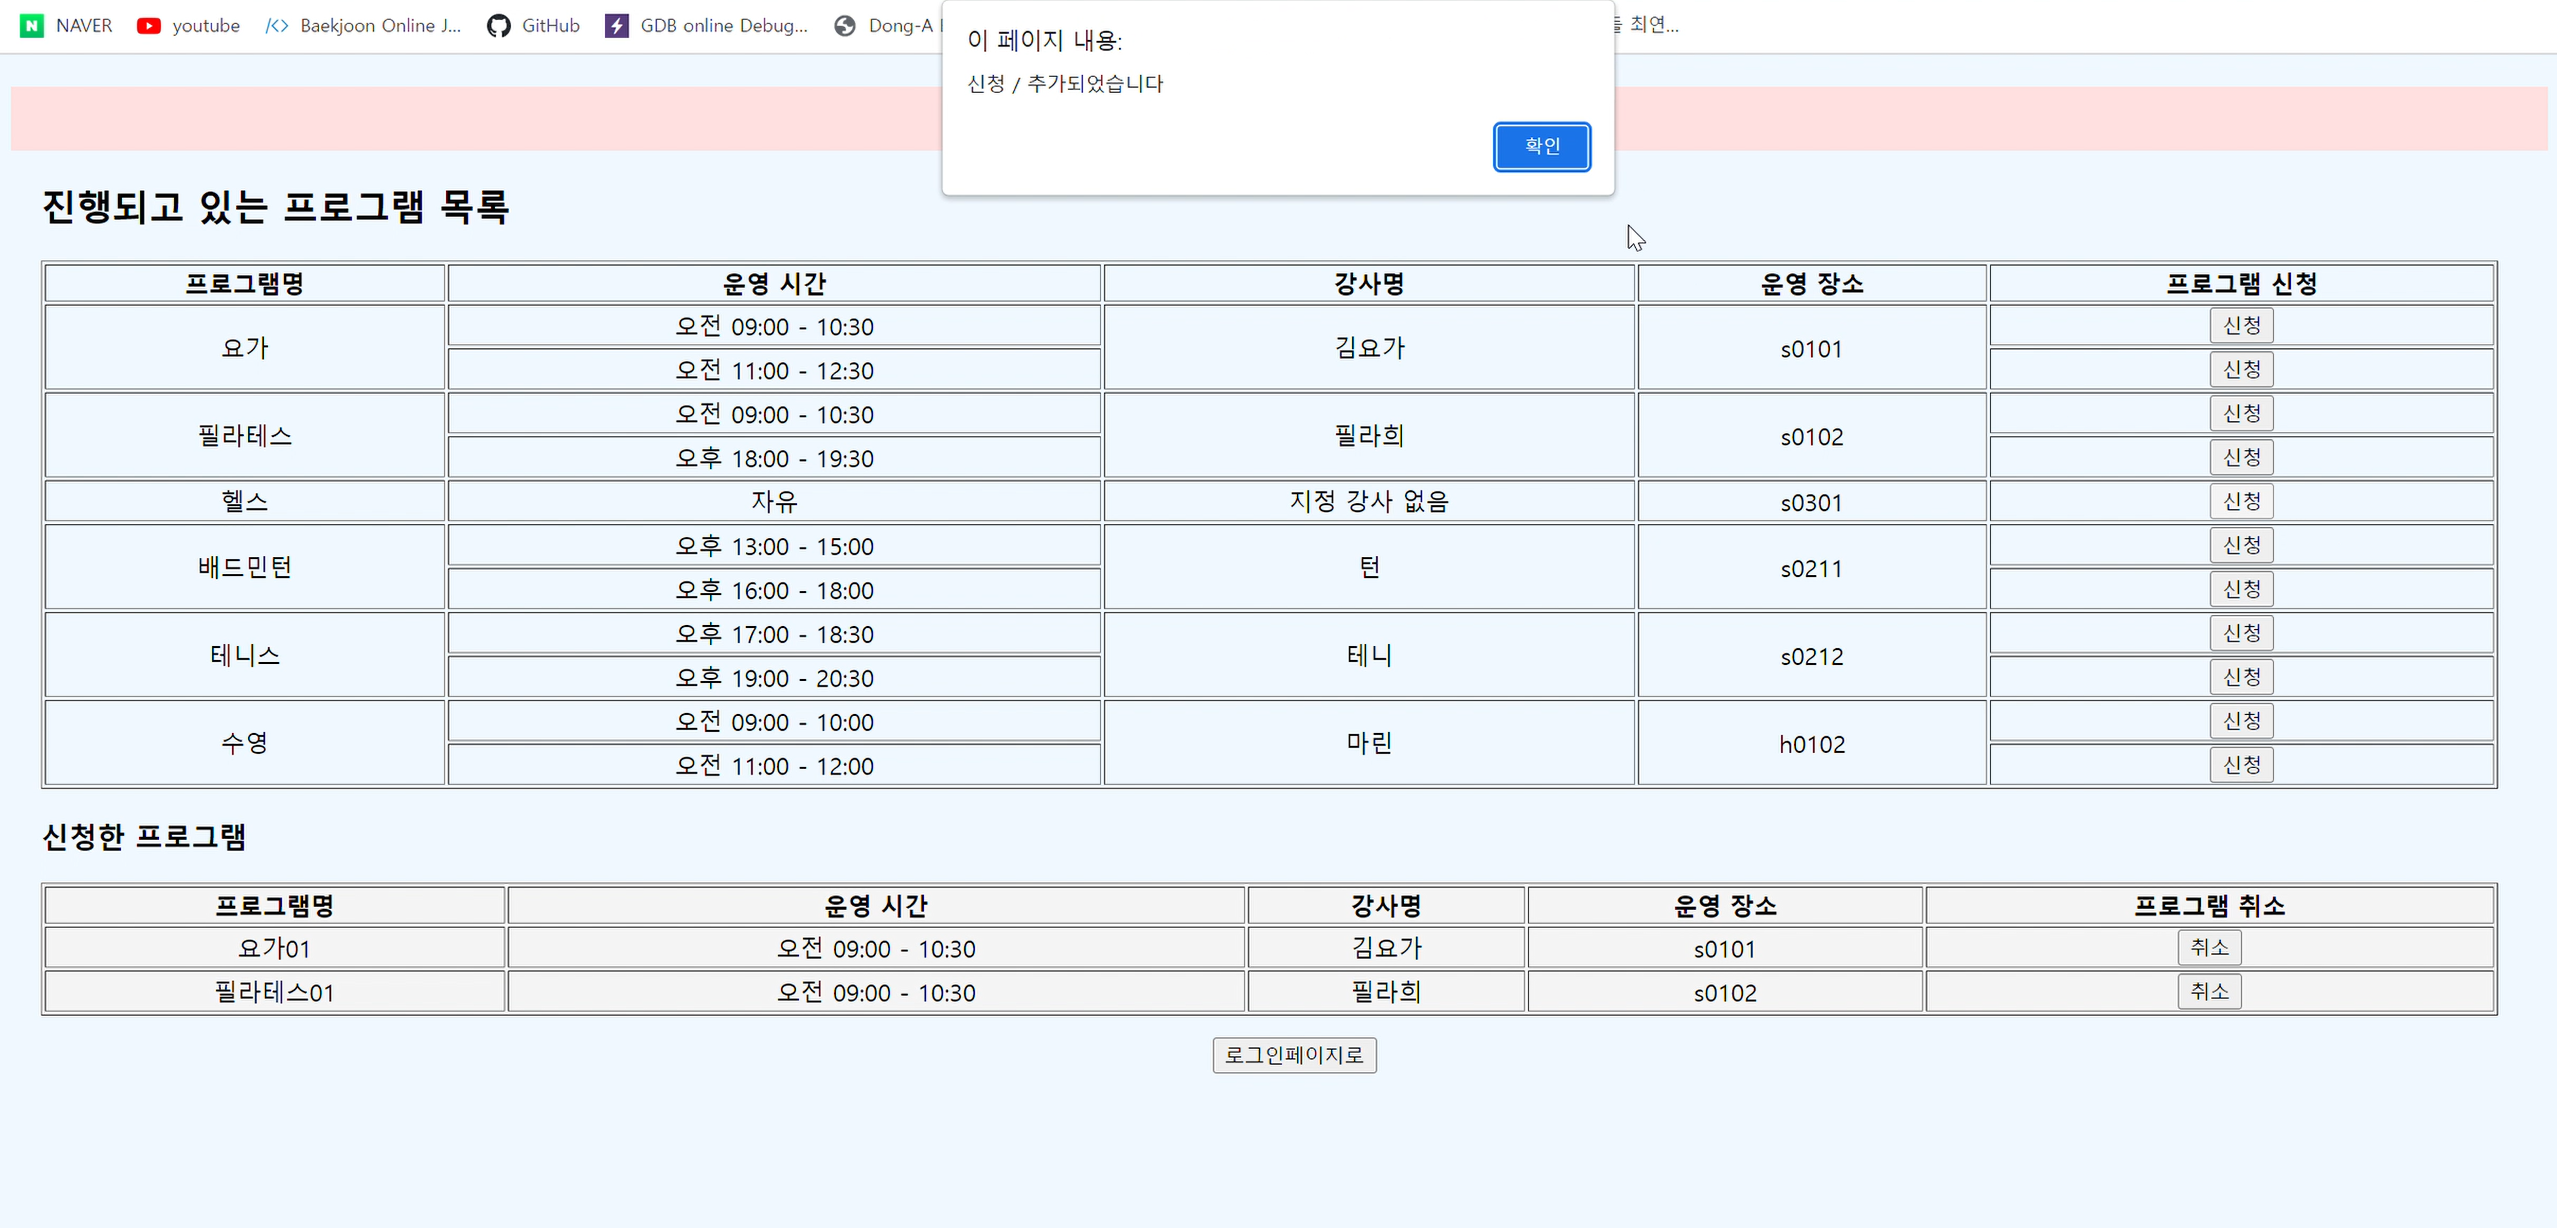 NAVER youtube Baekjoon Online J... GitHub GDB online Debug... Dong-A 최연...
이 페이지 내용:
신청 / 추가되었습니다
확인
진행되고 있는 프로그램 목록
프로그램명 운영 시간 강사명 운영 장소 프로그램 신청
요가 오전 09:00 - 10:30 김요가 s0101 신청
오전 11:00 - 12:30 신청
필라테스 오전 09:00 - 10:30 필라희 s0102 신청
오후 18:00 - 19:30 신청
헬스 자유 지정 강사 없음 s0301 신청
배드민턴 오후 13:00 - 15:00 턴 s0211 신청
오후 16:00 - 18:00 신청
테니스 오후 17:00 - 18:30 테니 s0212 신청
오후 19:00 - 20:30 신청
수영 오전 09:00 - 10:00 마린 h0102 신청
오전 11:00 - 12:00 신청
신청한 프로그램
프로그램명 운영 시간 강사명 운영 장소 프로그램 취소
요가01 오전 09:00 - 10:30 김요가 s0101 취소
필라테스01 오전 09:00 - 10:30 필라희 s0102 취소
로그인페이지로